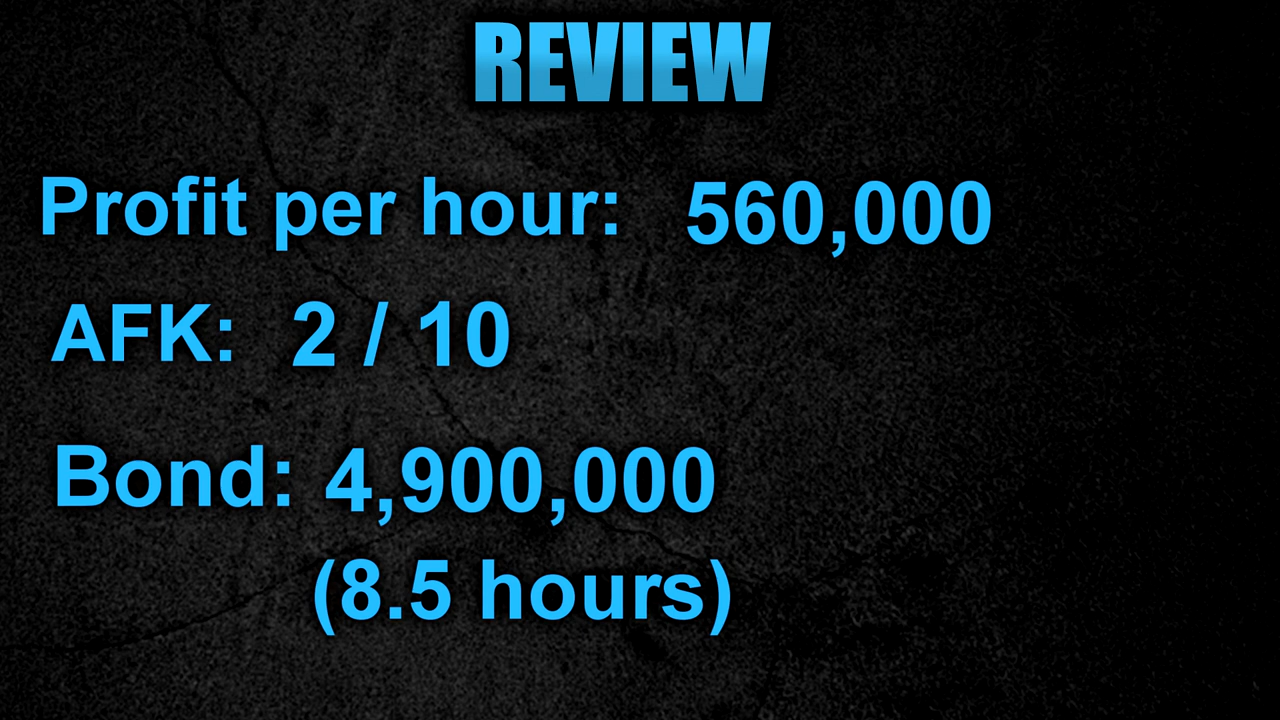 REVIEW
Profit per hour: 560,000
AFK: 2 / 10
Bond: 4,900,000
(8.5 hours)